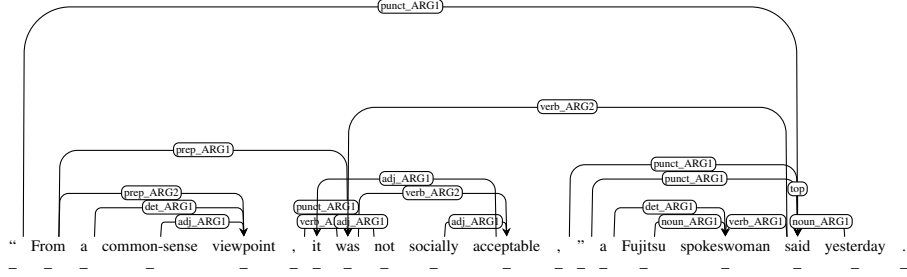 punct_ARG1
verb_ARG2
prep_ARG1
punct_ARG1
adj_ARG1 punct_ARG1
top
prep_ARG2 verb_ARG2
det_ARG1 punct_ARG1 det_ARG1
adj_ARG1 adj_ARG1 adj_ARG1 noun_ARG1 verb_ARG1 noun_ARG1
“ From a common-sense viewpoint , it was not socially acceptable , ” a Fujitsu spokeswoman said yesterday .
_ _ _ _ _ _ _ _ _ _ _ _ _ _ _ _ _ _ _